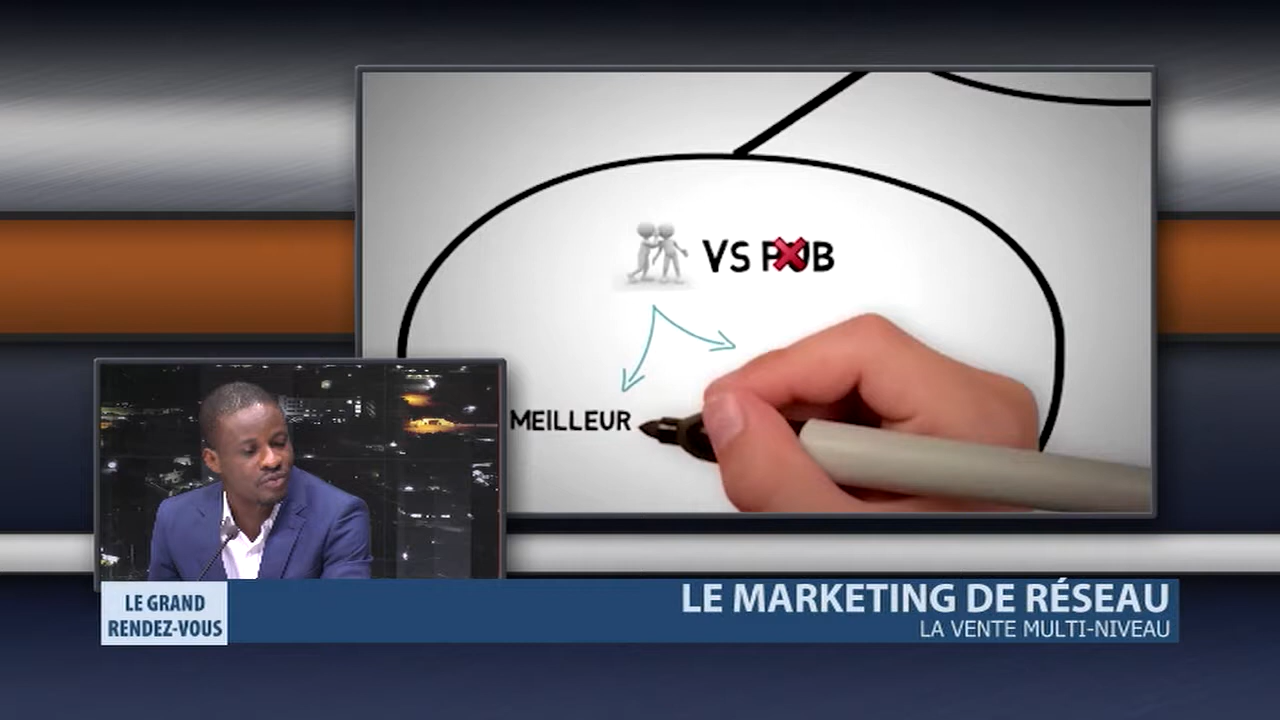 VS PUB
MEILLEUR
LE GRAND
RENDEZ-VOUS
LE MARKETING DE RÉSEAU
LA VENTE MULTI-NIVEAU